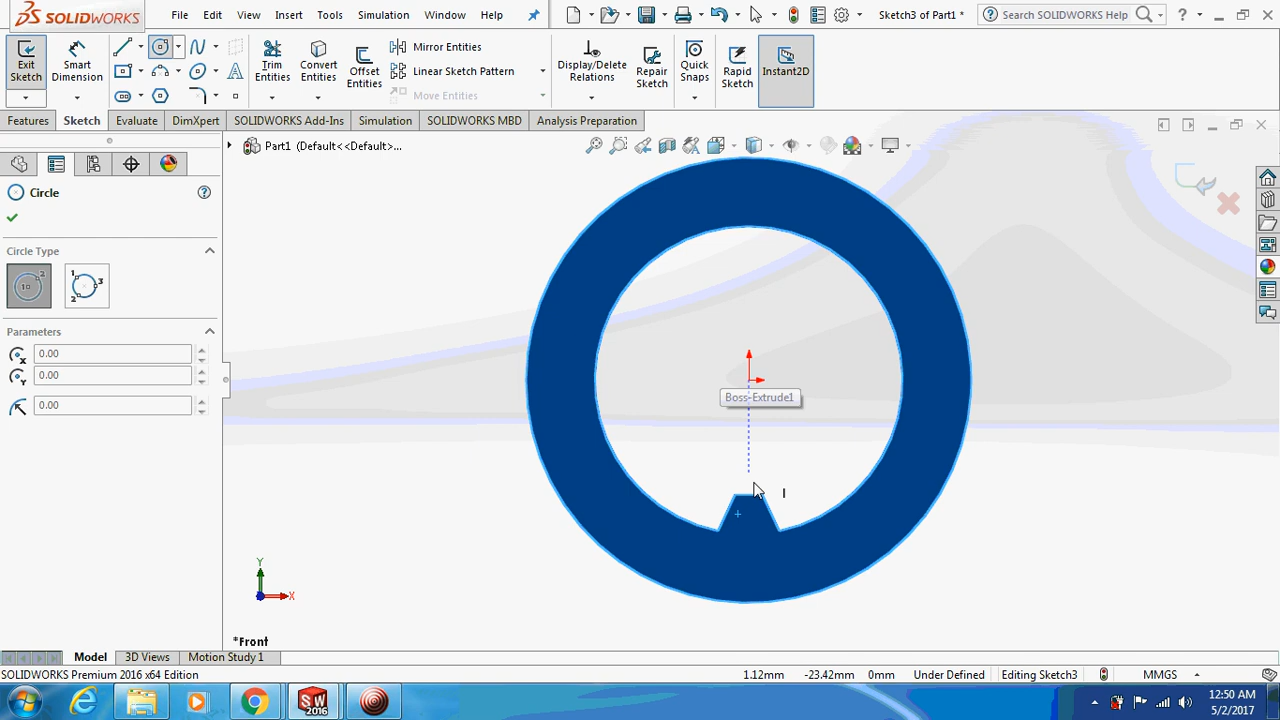 SOLIDWORKS File Edit View Insert Tools Simulation Window Help Sketch3 of Part1 * Search SOLIDWORKS Help
Exit Sketch Smart Dimension Trim Entities Convert Entities Offset Entities Mirror Entities Linear Sketch Pattern Move Entities Display/Delete Relations Repair Sketch Quick Snaps Rapid Sketch Instant2D
Features Sketch Evaluate DimXpert SOLIDWORKS Add-Ins Simulation SOLIDWORKS MBD Analysis Preparation
Part1 (Default<<Default>...
Circle
Circle Type
Parameters
0.00
0.00
0.00
Boss-Extrude1
Y
X
*Front
Model 3D Views Motion Study 1
SOLIDWORKS Premium 2016 x64 Edition 1.12mm -23.42mm 0mm Under Defined Editing Sketch3 MMGS
12:50 AM
5/2/2017